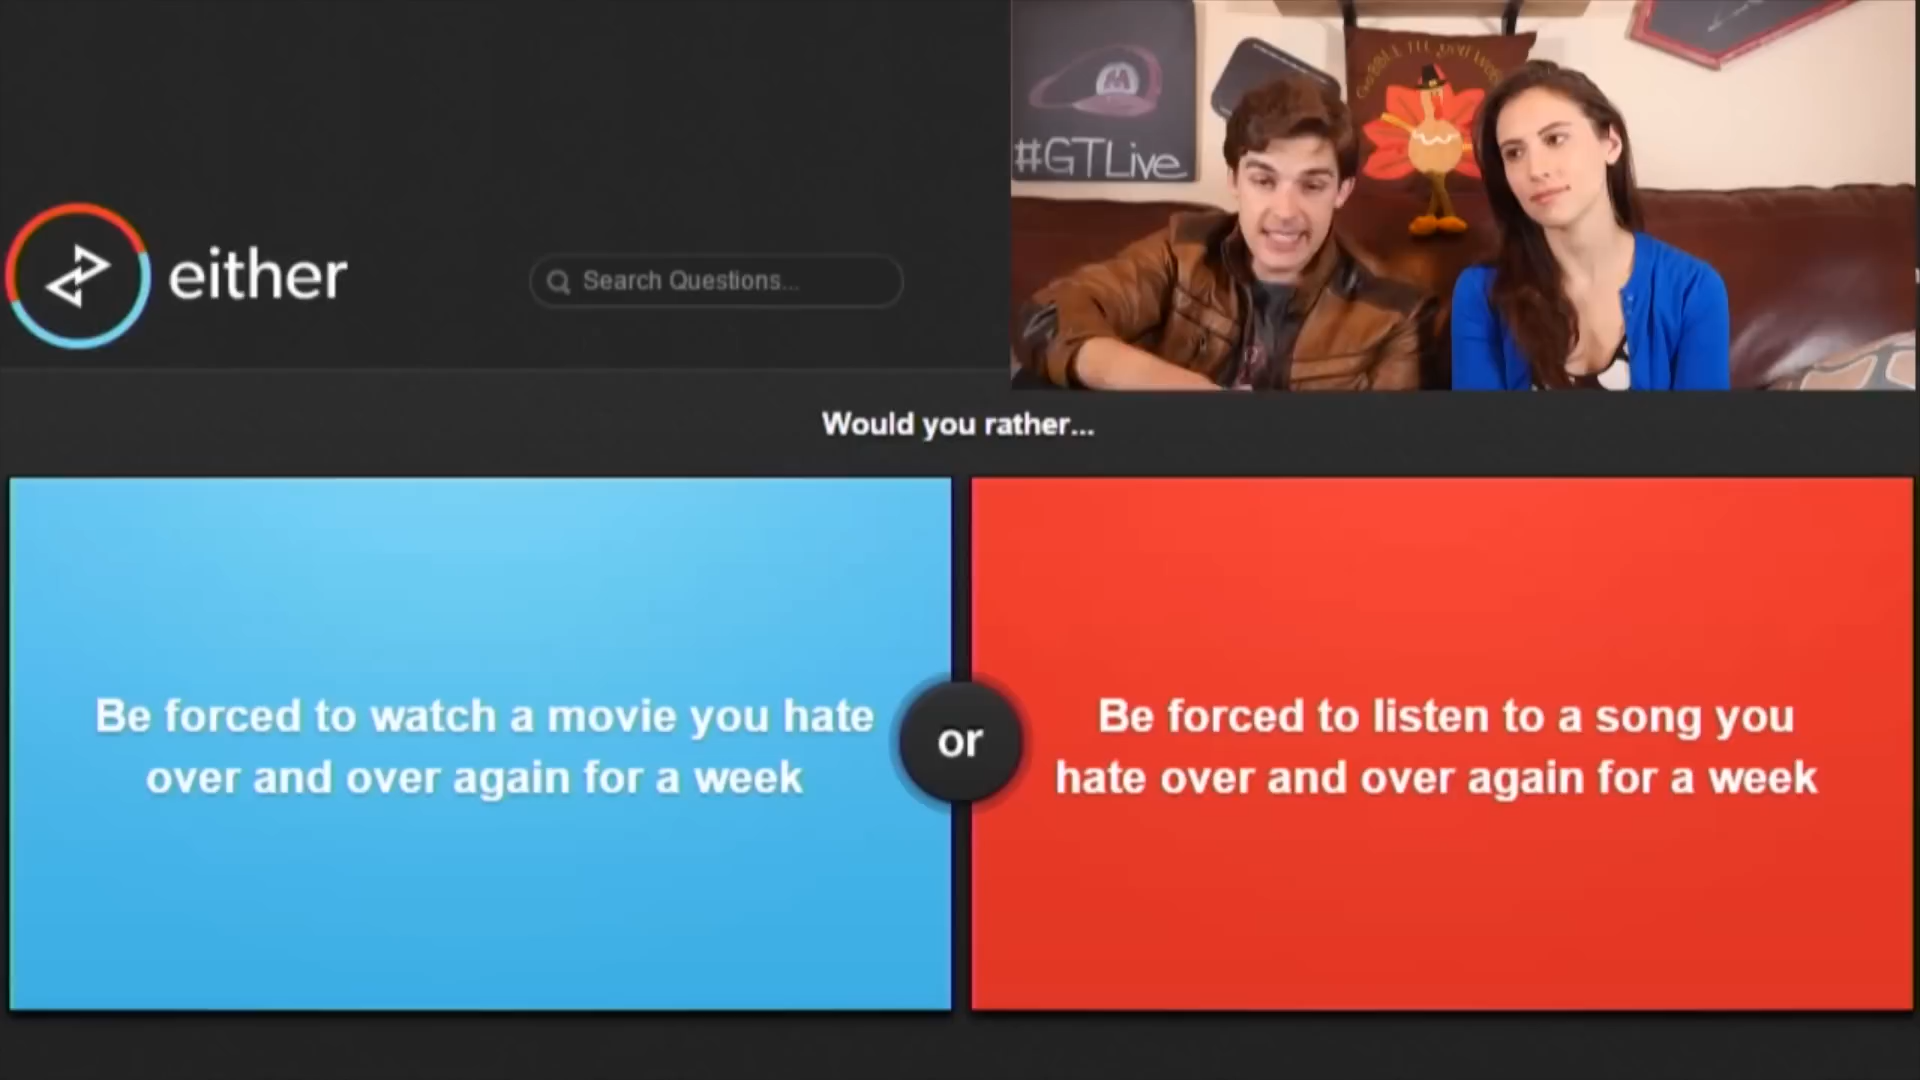 #GTLive
either
Search Questions...
Would you rather...
Be forced to watch a movie you hate
over and over again for a week
or
Be forced to listen to a song you
hate over and over again for a week